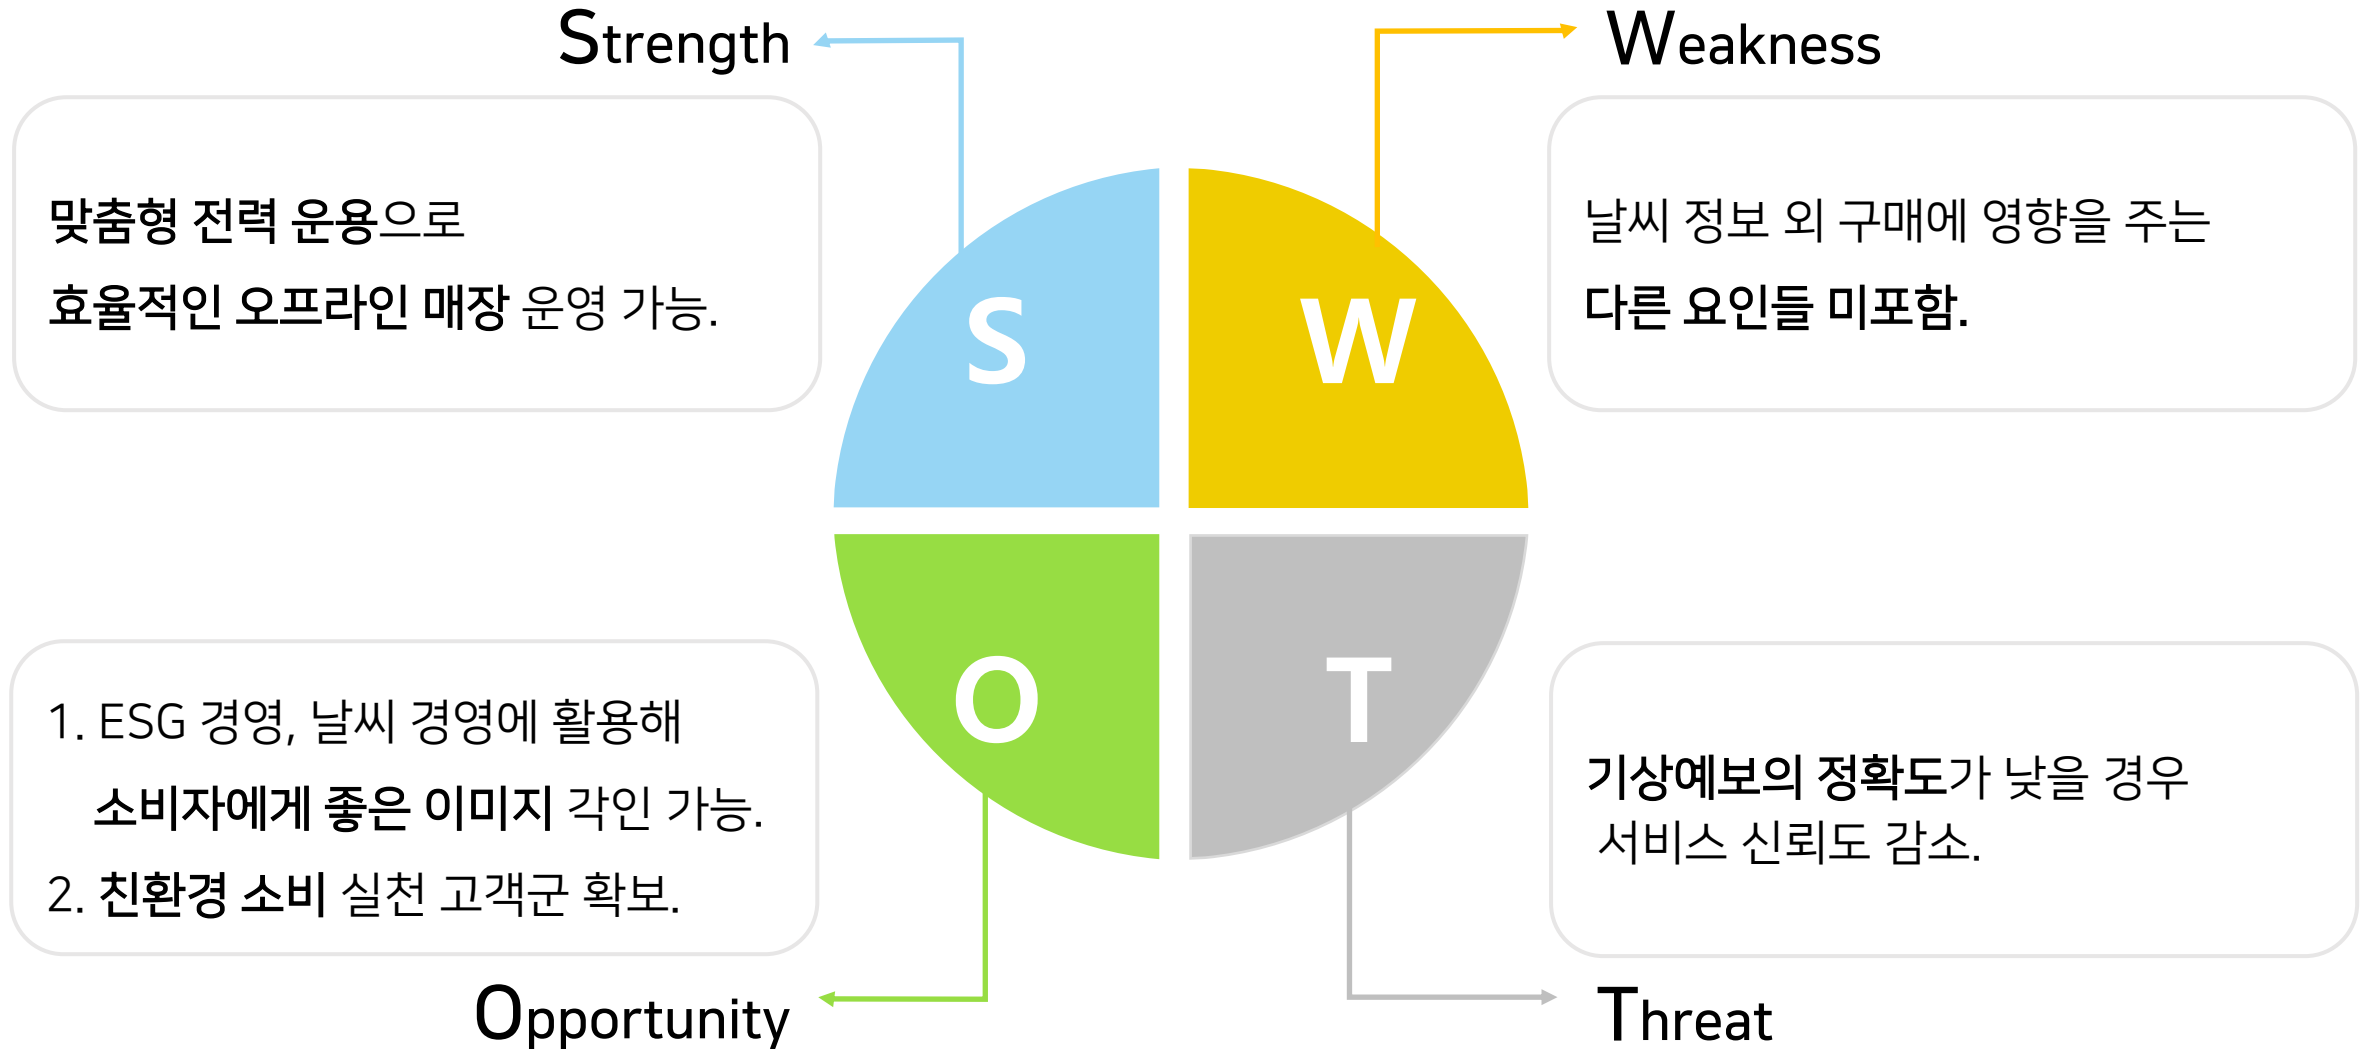 Strength
맞춤형 전력 운용으로
효율적인 오프라인 매장 운영 가능.
Weakness
날씨 정보 외 구매에 영향을 주는
다른 요인들 미포함.
S
W
O
T
1. ESG 경영, 날씨 경영에 활용해
소비자에게 좋은 이미지 각인 가능.
2. 친환경 소비 실천 고객군 확보.
Opportunity
기상예보의 정확도가 낮을 경우
서비스 신뢰도 감소.
Threat